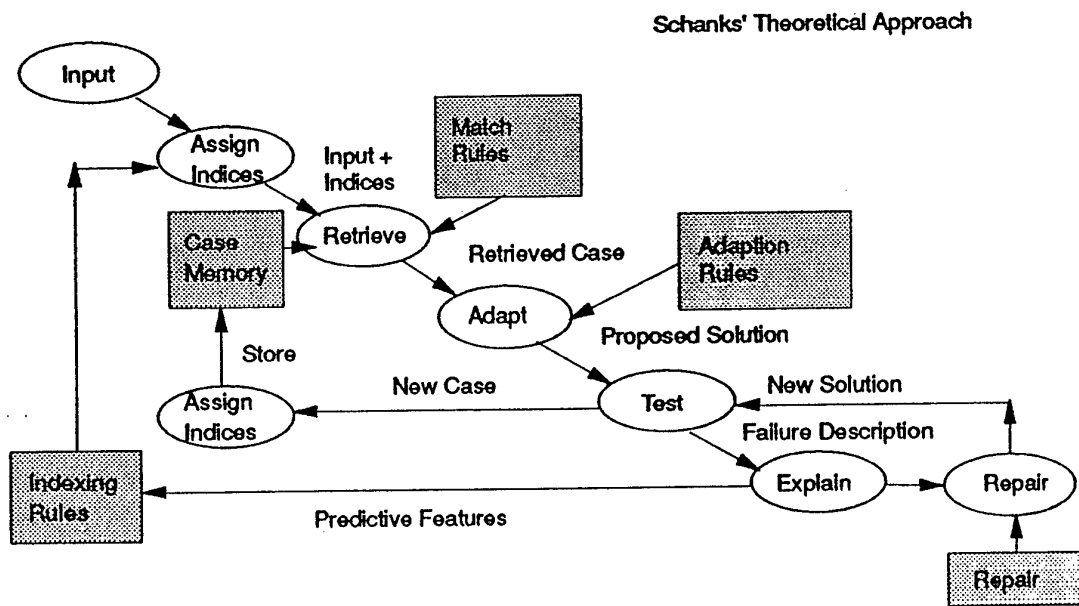 Schanks' Theoretical Approach
Input
Assign
Indices
Input +
Indices
Match
Rules
Retrieve
Case
Memory
Retrieved Case
Adaption
Rules
Adapt
Proposed Solution
Store
New Case
Assign
Indices
Test
New Solution
Failure Description
Indexing
Rules
Explain
Repair
Predictive Features
Repair